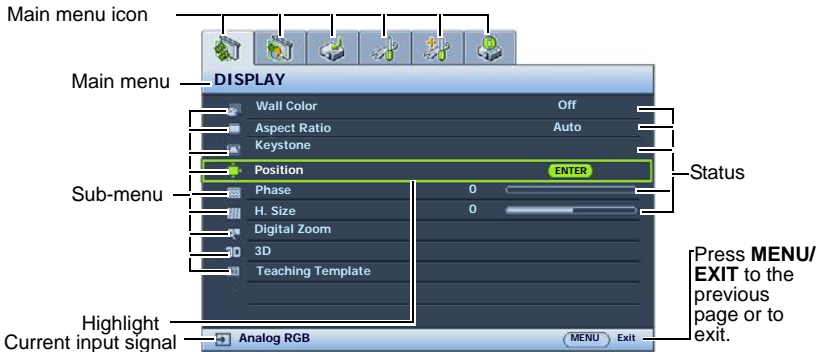 Main menu icon
Main menu
DISPLAY
Wall Color Off
Aspect Ratio Auto
Keystone
Position ENTER
Status
Sub-menu
Phase 0
H. Size 0
Digital Zoom
3D 3D
Teaching Template
Press MENU/
EXIT to the
previous
page or to
exit.
Highlight
Current input signal
Analog RGB MENU Exit